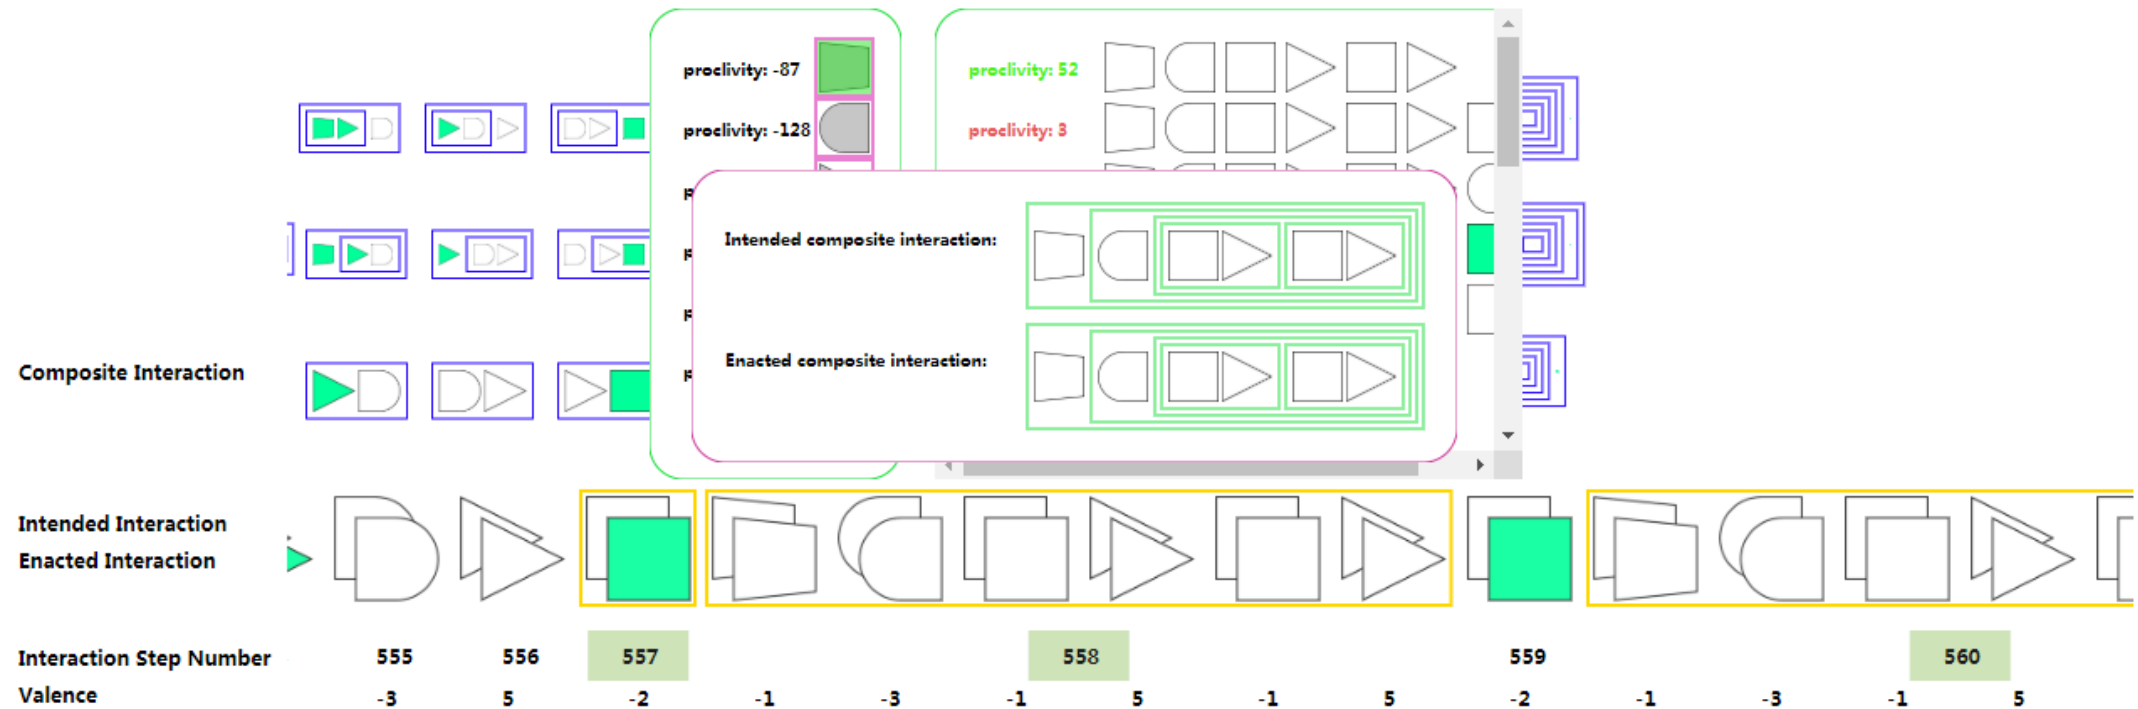 proclivity: -87
proclivity: 52
proclivity: -128
proclivity: 3
Intended composite interaction:
Enacted composite interaction:
Composite Interaction
Intended Interaction
Enacted Interaction
Interaction Step Number 555 556 557 558 559 560
Valence -3 5 -2 -1 -3 -1 5 -1 5 -2 -1 -3 -1 5